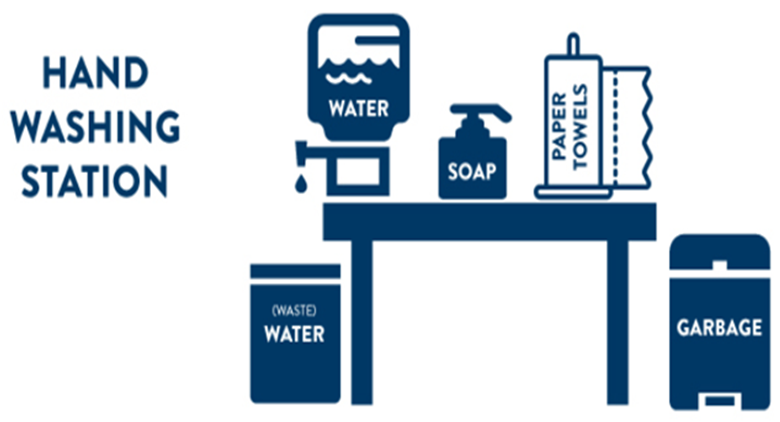 HAND
WASHING
STATION
WATER
SOAP
PAPER
TOWELS
(WASTE)
WATER
GARBAGE